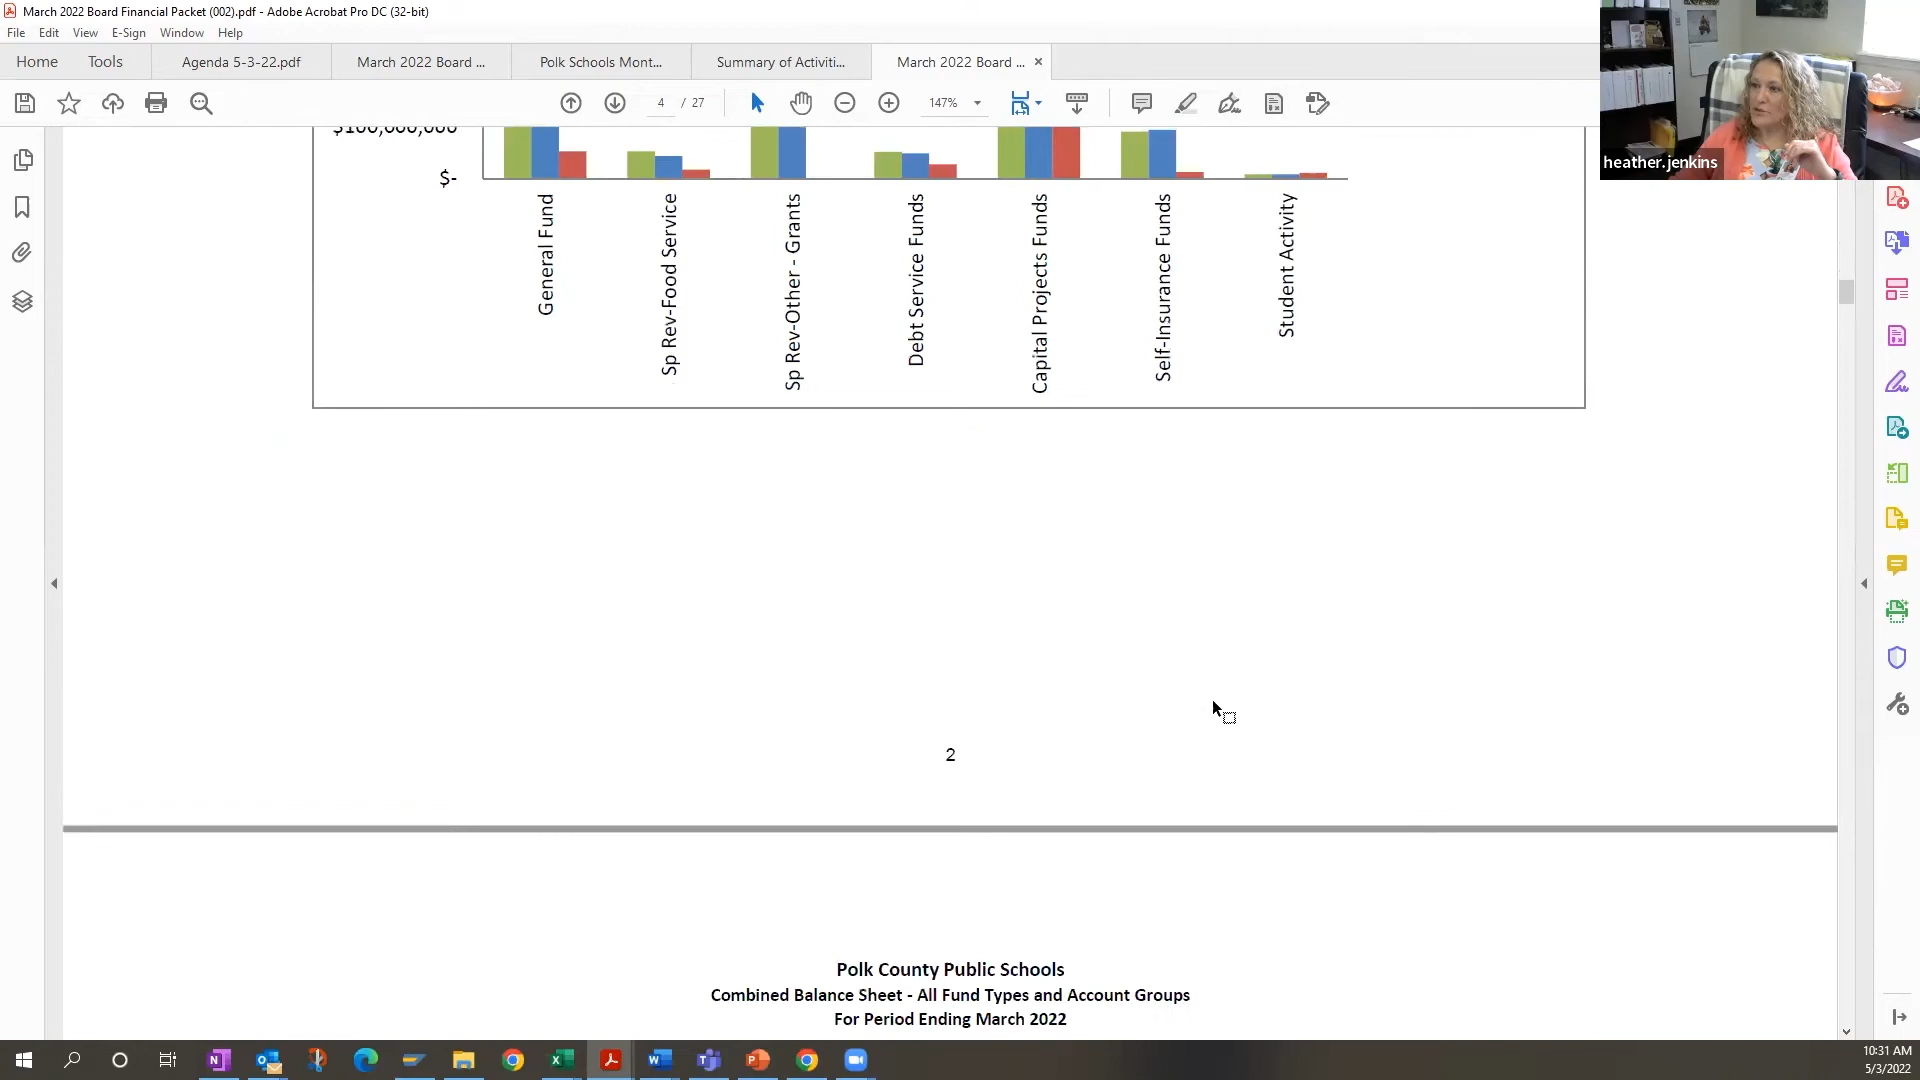 March 2022 Board Financial Packet (002).pdf - Adobe Acrobat Pro DC (32-bit)
File Edit View E-Sign Window Help
Home Tools Agenda 5-3-22.pdf March 2022 Board ... Polk Schools Mont... Summary of Activiti... March 2022 Board ... ×
4 / 27 147%
heather.jenkins
$100,000,000
$-
General Fund
Sp Rev-Food Service
Sp Rev-Other - Grants
Debt Service Funds
Capital Projects Funds
Self-Insurance Funds
Student Activity
2
Polk County Public Schools
Combined Balance Sheet - All Fund Types and Account Groups
For Period Ending March 2022
10:31 AM
5/3/2022